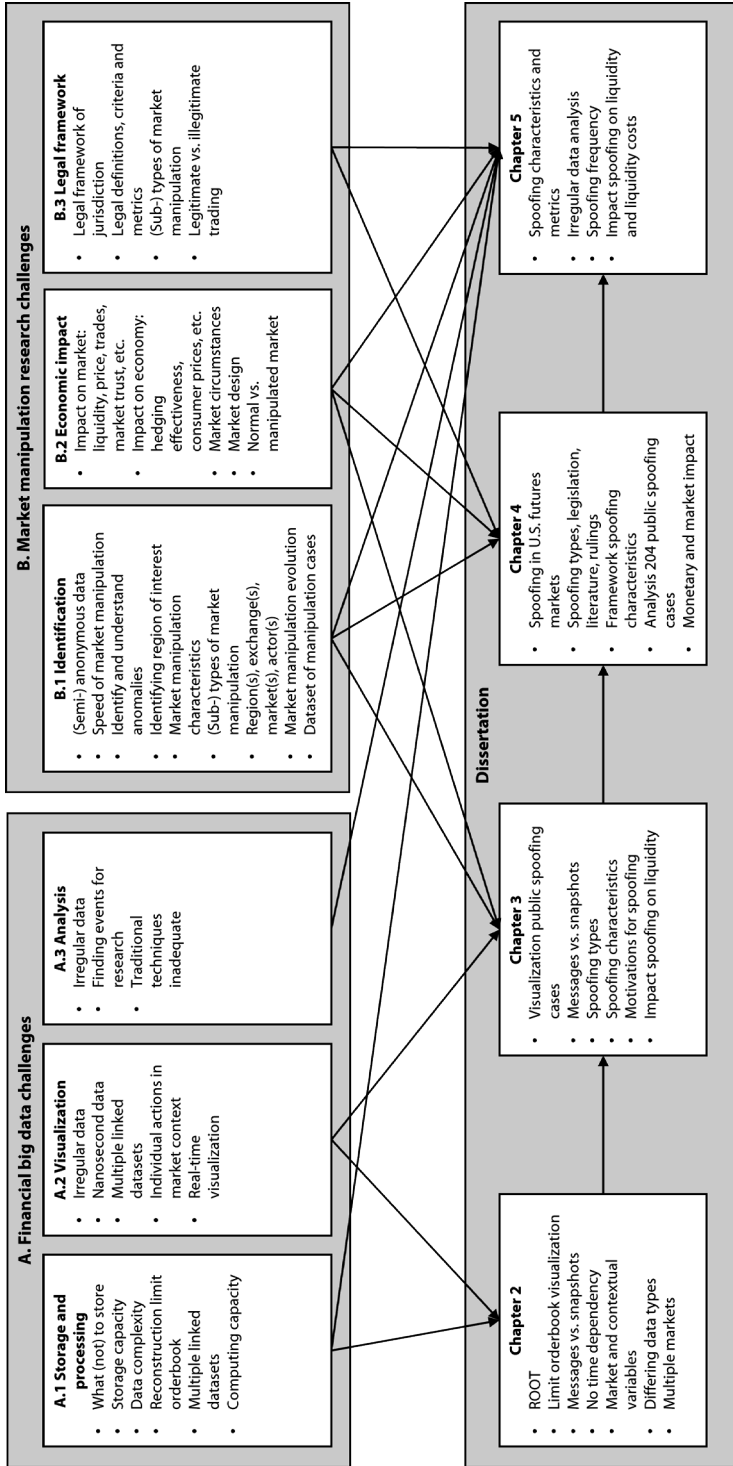 A. Financial big data challenges
A.1 Storage and
processing
• What (not) to store
• Storage capacity
• Data complexity
• Reconstruction limit
orderbook
• Multiple linked
datasets
• Computing capacity
A.2 Visualization
• Irregular data
• Nanosecond data
• Multiple linked
datasets
• Individual actions in
market context
• Real-time
visualization
A.3 Analysis
• Irregular data
• Finding events for
research
• Traditional
techniques
inadequate
B. Market manipulation research challenges
B.1 Identification
• (Semi-) anonymous data
• Speed of market manipulation
• Identify and understand
anomalies
• Identifying region of interest
• Market manipulation
characteristics
• (Sub-) types of market
manipulation
• Region(s), exchange(s),
market(s), actor(s)
• Market manipulation evolution
• Dataset of manipulation cases
B.2 Economic impact
• Impact on market:
liquidity, price, trades,
market trust, etc.
• Impact on economy:
hedging
effectiveness,
consumer prices, etc.
• Market circumstances
• Market design
• Normal vs.
manipulated market
B.3 Legal framework
• Legal framework of
jurisdiction
• Legal definitions, criteria and
metrics
• (Sub-) types of market
manipulation
• Legitimate vs. illegitimate
trading
Dissertation
Chapter 2
• ROOT
• Limit orderbook visualization
• Messages vs. snapshots
• No time dependency
• Market and contextual
variables
• Differing data types
• Multiple markets
Chapter 3
• Visualization public spoofing
cases
• Messages vs. snapshots
• Spoofing types
• Spoofing characteristics
• Motivations for spoofing
• Impact spoofing on liquidity
Chapter 4
• Spoofing in U.S. futures
markets
• Spoofing types, legislation,
literature, rulings
• Framework spoofing
characteristics
• Analysis 204 public spoofing
cases
• Monetary and market impact
Chapter 5
• Spoofing characteristics and
metrics
• Irregular data analysis
• Spoofing frequency
• Impact spoofing on liquidity
and liquidity costs